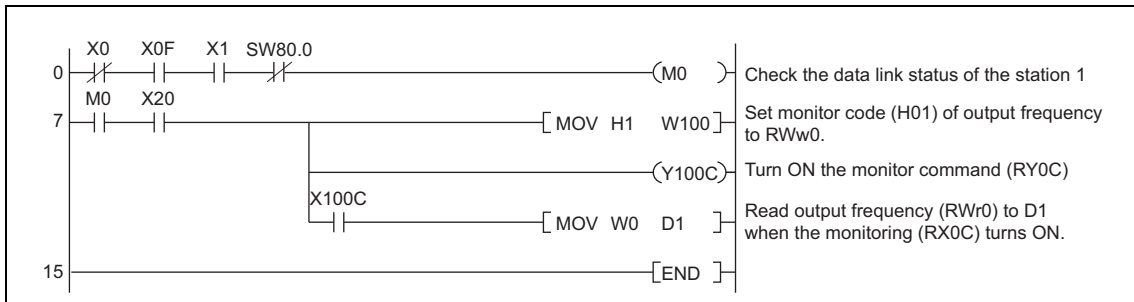 X0 X0F X1 SW80.0
0 M0 Check the data link status of the station 1
M0 X20
7 MOV H1 W100 Set monitor code (H01) of output frequency
to RWw0.
Y100C Turn ON the monitor command (RY0C)
X100C
MOV W0 D1 Read output frequency (RWr0) to D1
when the monitoring (RX0C) turns ON.
15 END